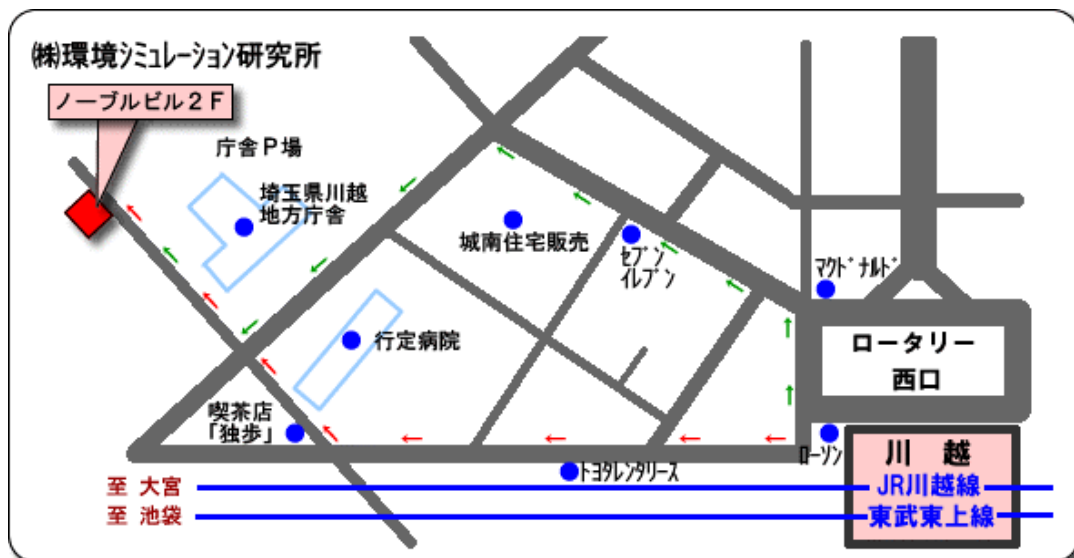 ㈱環境ｼﾐｭﾚｰｼｮﾝ研究所
ノーブルビル２Ｆ
庁舎Ｐ場
埼玉県川越
地方庁舎
城南住宅販売
ｾﾌﾞﾝ
ｲﾚﾌﾞﾝ
ﾏｸﾄﾞﾅﾙﾄﾞ
ロータリー
西口
行定病院
喫茶店
「独歩」
ﾛｰｿﾝ
川　越
ﾄﾖﾀﾚﾝﾀﾘｰｽ
至 大宮
JR川越線
至 池袋
東武東上線